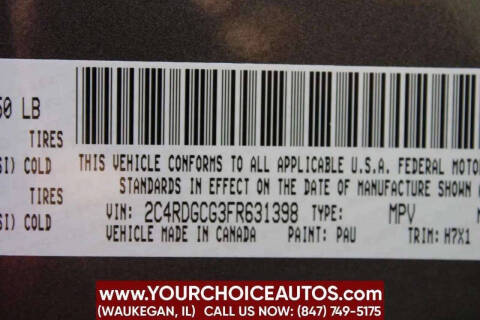 50 LB
TIRES
SI) COLD
THIS VEHICLE CONFORMS TO ALL APPLICABLE U.S.A. FEDERAL MOTO
STANDARDS IN EFFECT ON THE DATE OF MANUFACTURE SHOWN
TIRES
SI) COLD
VIN: 2C4RDGCG3FR631398 TYPE: MPV
VEHICLE MADE IN CANADA PAINT: PAU TRIM: H7X1
WWW.YOURCHOICEAUTOS.COM
(WAUKEGAN, IL) CALL US NOW: (847) 749-5175